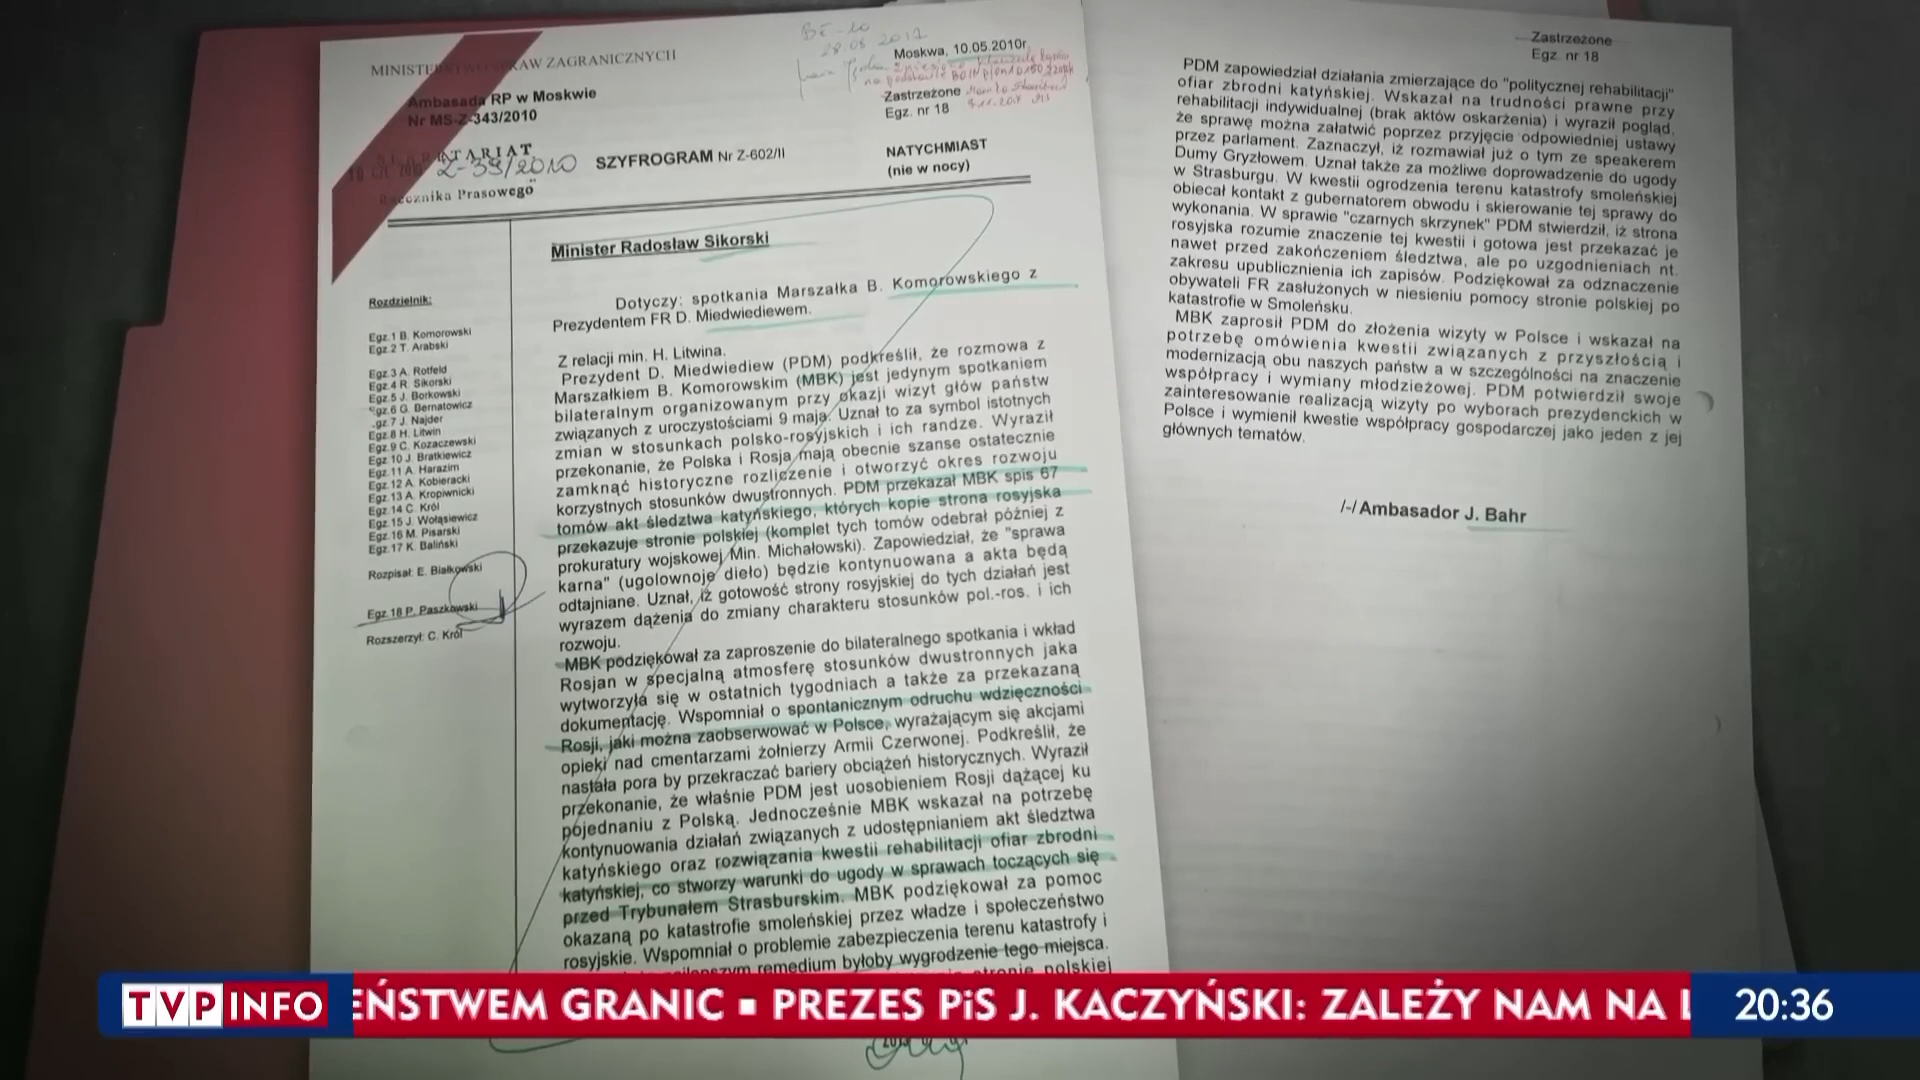 MINISTERSTWO SPRAW ZAGRANICZNYCH
Ambasada RP w Moskwie
Nr MS-Z-343/2010
Z-39/2010
Rzecznika Prasowego
SZYFROGRAM Nr Z-602/II
28.08 2017
Moskwa, 10.05.2010r
Zastrzeżone
Egz. nr 18
NATYCHMIAST
(nie w nocy)
Rozdzielnik:
Egz.1 B. Komorowski
Egz.2 T. Arabski
Egz.3 A. Rotfeld
Egz.4 R. Sikorski
Egz.5 J. Borkowski
gz.6 G. Bernatowicz
gz.7 J. Najder
Egz.8 H. Litwin
Egz.9 C. Kozaczewski
Egz.10 J. Bratkiewicz
Egz.11 A. Harazim
Egz.12 A. Kobieracki
Egz.13 A. Kropiwnicki
Egz.14 C. Król
Egz.15 J. Wołąsiewicz
Egz.16 M. Pisarski
Egz.17 K. Baliński
Rozpisał: E. Białkowski
Egz.18 P. Paszkowski
Rozszerzył: C. Król
Minister Radosław Sikorski
Dotyczy: spotkania Marszałka B. Komorowskiego z
Prezydentem FR D. Miedwiediewem.
Z relacji min. H. Litwina.
Prezydent D. Miedwiediew (PDM) podkreślił, że rozmowa z
Marszałkiem B. Komorowskim (MBK) jest jedynym spotkaniem
bilateralnym organizowanym przy okazji wizyt głów państw
związanych z uroczystościami 9 maja. Uznał to za symbol istotnych
zmian w stosunkach polsko-rosyjskich i ich randze. Wyraził
przekonanie, że Polska i Rosja mają obecnie szanse ostatecznie
zamknąć historyczne rozliczenie i otworzyć okres rozwoju
korzystnych stosunków dwustronnych. PDM przekazał MBK spis 67
tomów akt śledztwa katyńskiego, których kopie strona rosyjska
przekazuje stronie polskiej (komplet tych tomów odebrał później z
prokuratury wojskowej Min. Michałowski). Zapowiedział, że "sprawa
karna" (ugolownoje dieło) będzie kontynuowana a akta będą
odtajniane. Uznał, iż gotowość strony rosyjskiej do tych działań jest
wyrazem dążenia do zmiany charakteru stosunków pol.-ros. i ich
rozwoju.
MBK podziękował za zaproszenie do bilateralnego spotkania i wkład
Rosjan w specjalną atmosferę stosunków dwustronnych jaka
wytworzyła się w ostatnich tygodniach a także za przekazaną
dokumentację. Wspomniał o spontanicznym odruchu wdzięczności
Rosji, jaki można zaobserwować w Polsce, wyrażającym się akcjami
opieki nad cmentarzami żołnierzy Armii Czerwonej. Podkreślił, że
nastała pora by przekraczać bariery obciążeń historycznych. Wyraził
przekonanie, że właśnie PDM jest uosobieniem Rosji dążącej ku
pojednaniu z Polską. Jednocześnie MBK wskazał na potrzebę
kontynuowania działań związanych z udostępnianiem akt śledztwa
katyńskiego oraz rozwiązania kwestii rehabilitacji ofiar zbrodni
katyńskiej, co stworzy warunki do ugody w sprawach toczących się
przed Trybunałem Strasburskim. MBK podziękował za pomoc
okazaną po katastrofie smoleńskiej przez władze i społeczeństwo
rosyjskie. Wspomniał o problemie zabezpieczenia terenu katastrofy i
remedium byłoby wygrodzenie tego miejsca.
stronie polskiej
Zastrzeżone
Egz. nr 18
PDM zapowiedział działania zmierzające do "politycznej rehabilitacji"
ofiar zbrodni katyńskiej. Wskazał na trudności prawne przy
rehabilitacji indywidualnej (brak aktów oskarżenia) i wyraził pogląd,
że sprawę można załatwić poprzez przyjęcie odpowiedniej ustawy
przez parlament. Zaznaczył, iż rozmawiał już o tym ze speakerem
Dumy Gryzłowem. Uznał także za możliwe doprowadzenie do ugody
w Strasburgu. W kwestii ogrodzenia terenu katastrofy smoleńskiej
obiecał kontakt z gubernatorem obwodu i skierowanie tej sprawy do
wykonania. W sprawie "czarnych skrzynek" PDM stwierdził, iż strona
rosyjska rozumie znaczenie tej kwestii i gotowa jest przekazać je
nawet przed zakończeniem śledztwa, ale po uzgodnieniach nt.
zakresu upublicznienia ich zapisów. Podziękował za odznaczenie
obywateli FR zasłużonych w niesieniu pomocy stronie polskiej po
katastrofie w Smoleńsku.
MBK zaprosił PDM do złożenia wizyty w Polsce i wskazał na
potrzebę omówienia kwestii związanych z przyszłością i
modernizacją obu naszych państw a w szczególności na znaczenie
współpracy i wymiany młodzieżowej. PDM potwierdził swoje
zainteresowanie realizacją wizyty po wyborach prezydenckich w
Polsce i wymienił kwestie współpracy gospodarczej jako jeden z jej
głównych tematów.
/-/ Ambasador J. Bahr
TVP INFO
EŃSTWEM GRANIC ▪ PREZES PiS J. KACZYŃSKI: ZALEŻY NAM NA
20:36